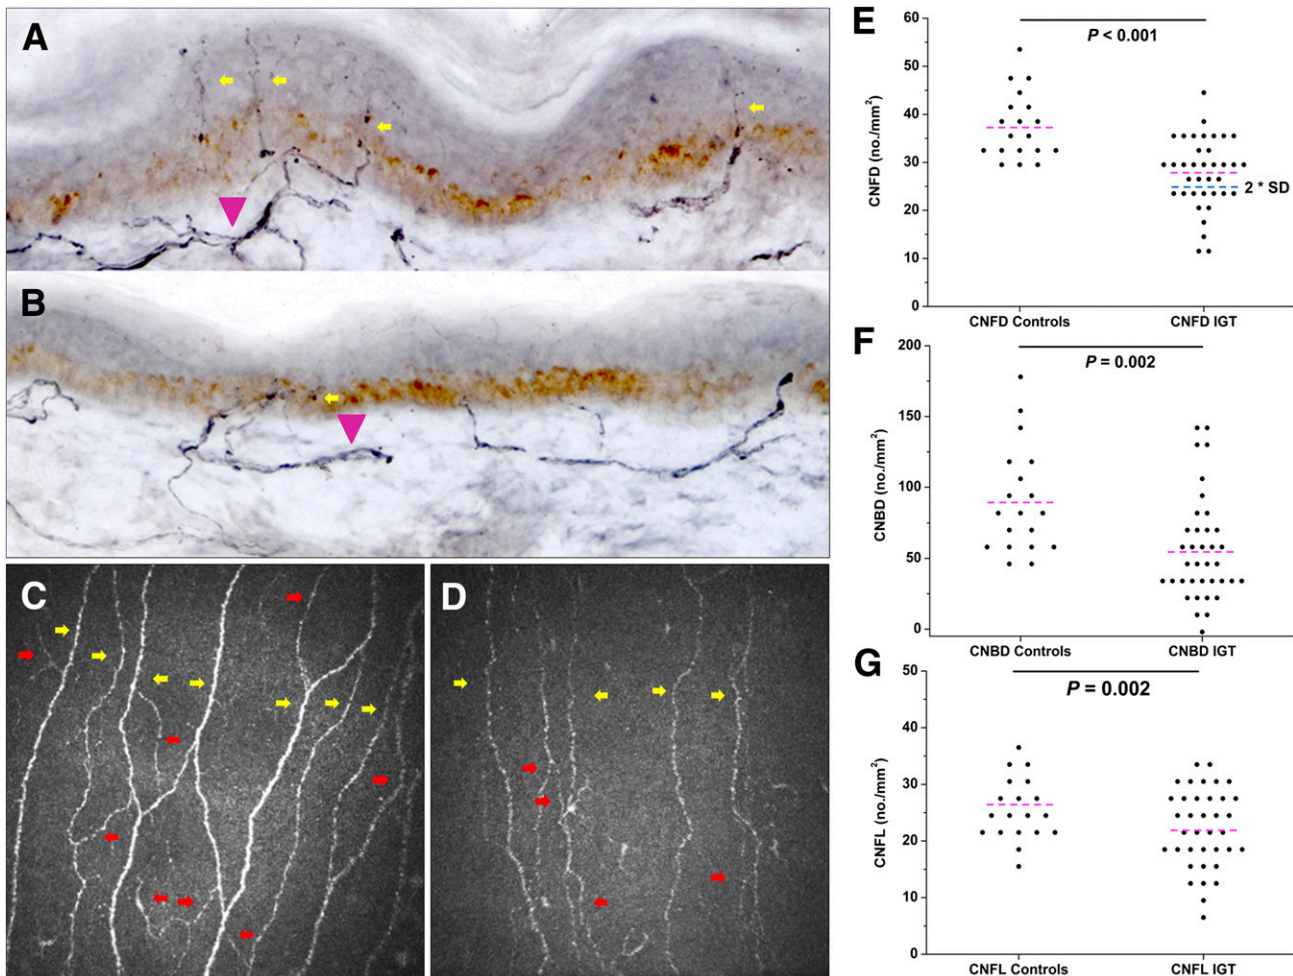 A
B
C
D
E
CNFD (no./mm²)
60
50
40
30
20
10
0
P < 0.001
2 * SD
CNFD Controls
CNFD IGT
F
CNBD (no./mm²)
200
150
100
50
0
P = 0.002
CNBD Controls
CNBD IGT
G
CNFL (no./mm²)
50
40
30
20
10
0
P = 0.002
CNFL Controls
CNFL IGT